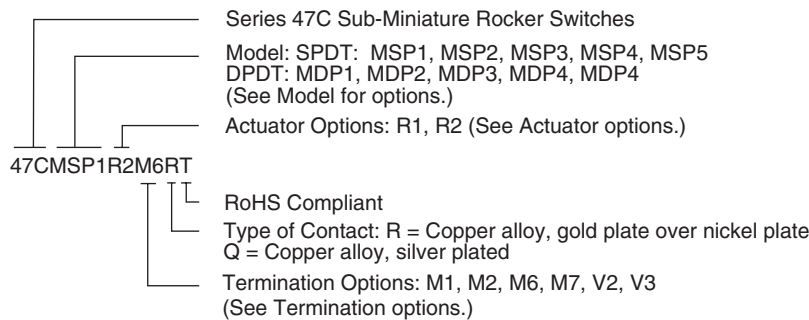 Series 47C Sub-Miniature Rocker Switches
Model: SPDT: MSP1, MSP2, MSP3, MSP4, MSP5
DPDT: MDP1, MDP2, MDP3, MDP4, MDP4
(See Model for options.)
Actuator Options: R1, R2 (See Actuator options.)
47CMSP1R2M6RT
RoHS Compliant
Type of Contact: R = Copper alloy, gold plate over nickel plate
Q = Copper alloy, silver plated
Termination Options: M1, M2, M6, M7, V2, V3
(See Termination options.)